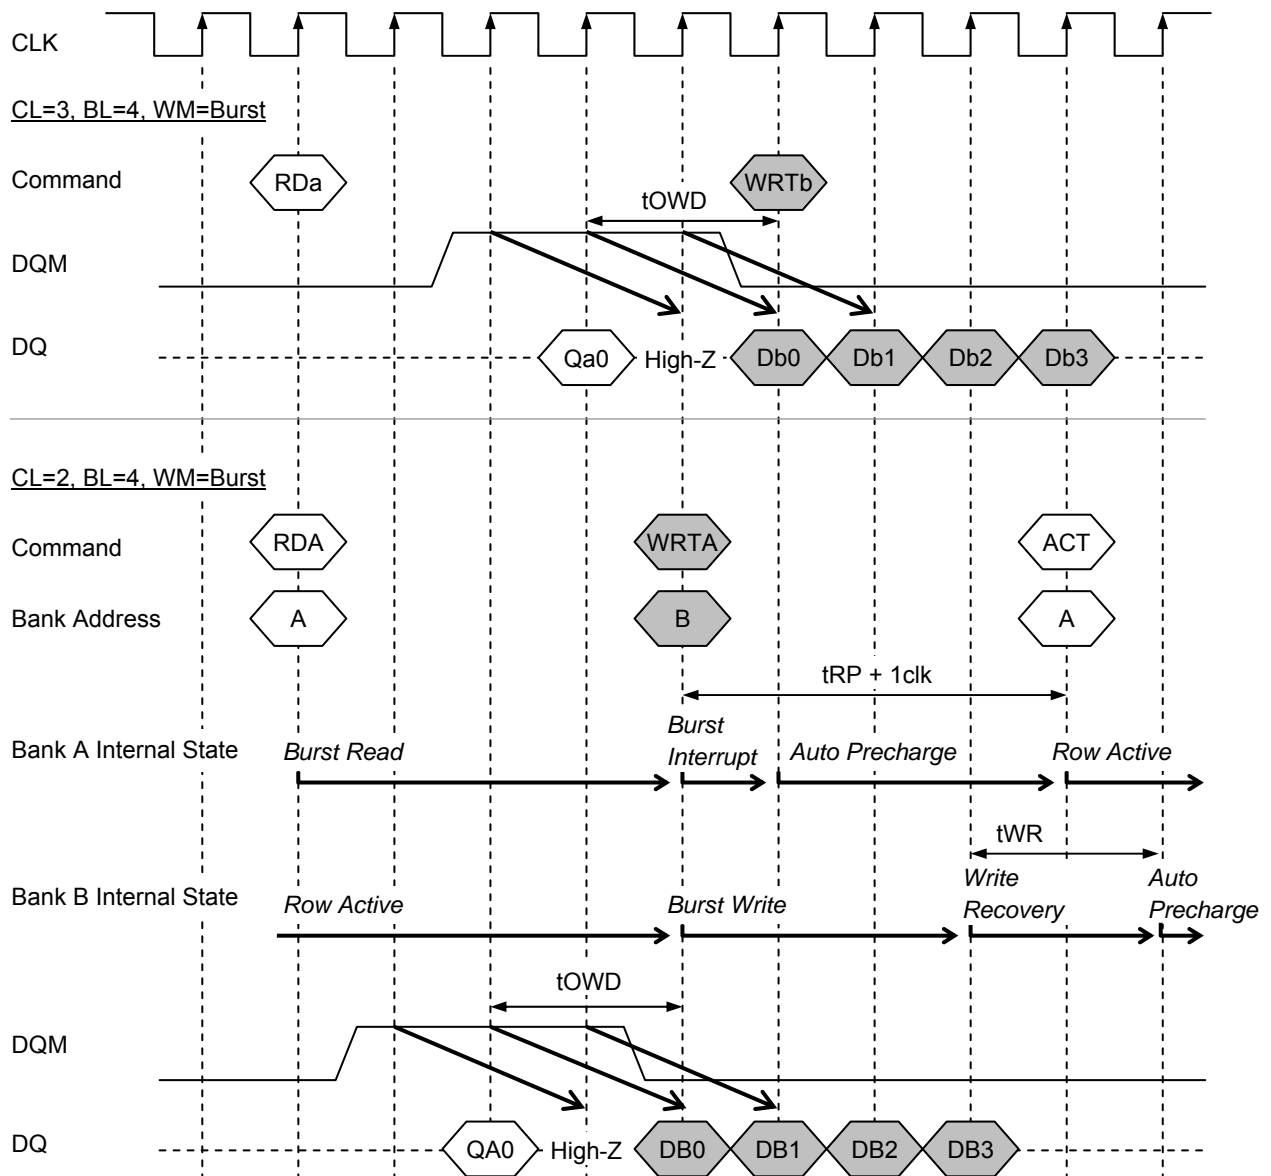 CLK
CL=3, BL=4, WM=Burst
Command RDa WRTb
tOWD
DQM
DQ Qa0 High-Z Db0 Db1 Db2 Db3
CL=2, BL=4, WM=Burst
Command RDA WRTA ACT
Bank Address A B A
tRP + 1clk
Bank A Internal State Burst Read Burst Interrupt Auto Precharge Row Active
tWR
Bank B Internal State Row Active Burst Write Write Recovery Auto Precharge
tOWD
DQM
DQ QA0 High-Z DB0 DB1 DB2 DB3